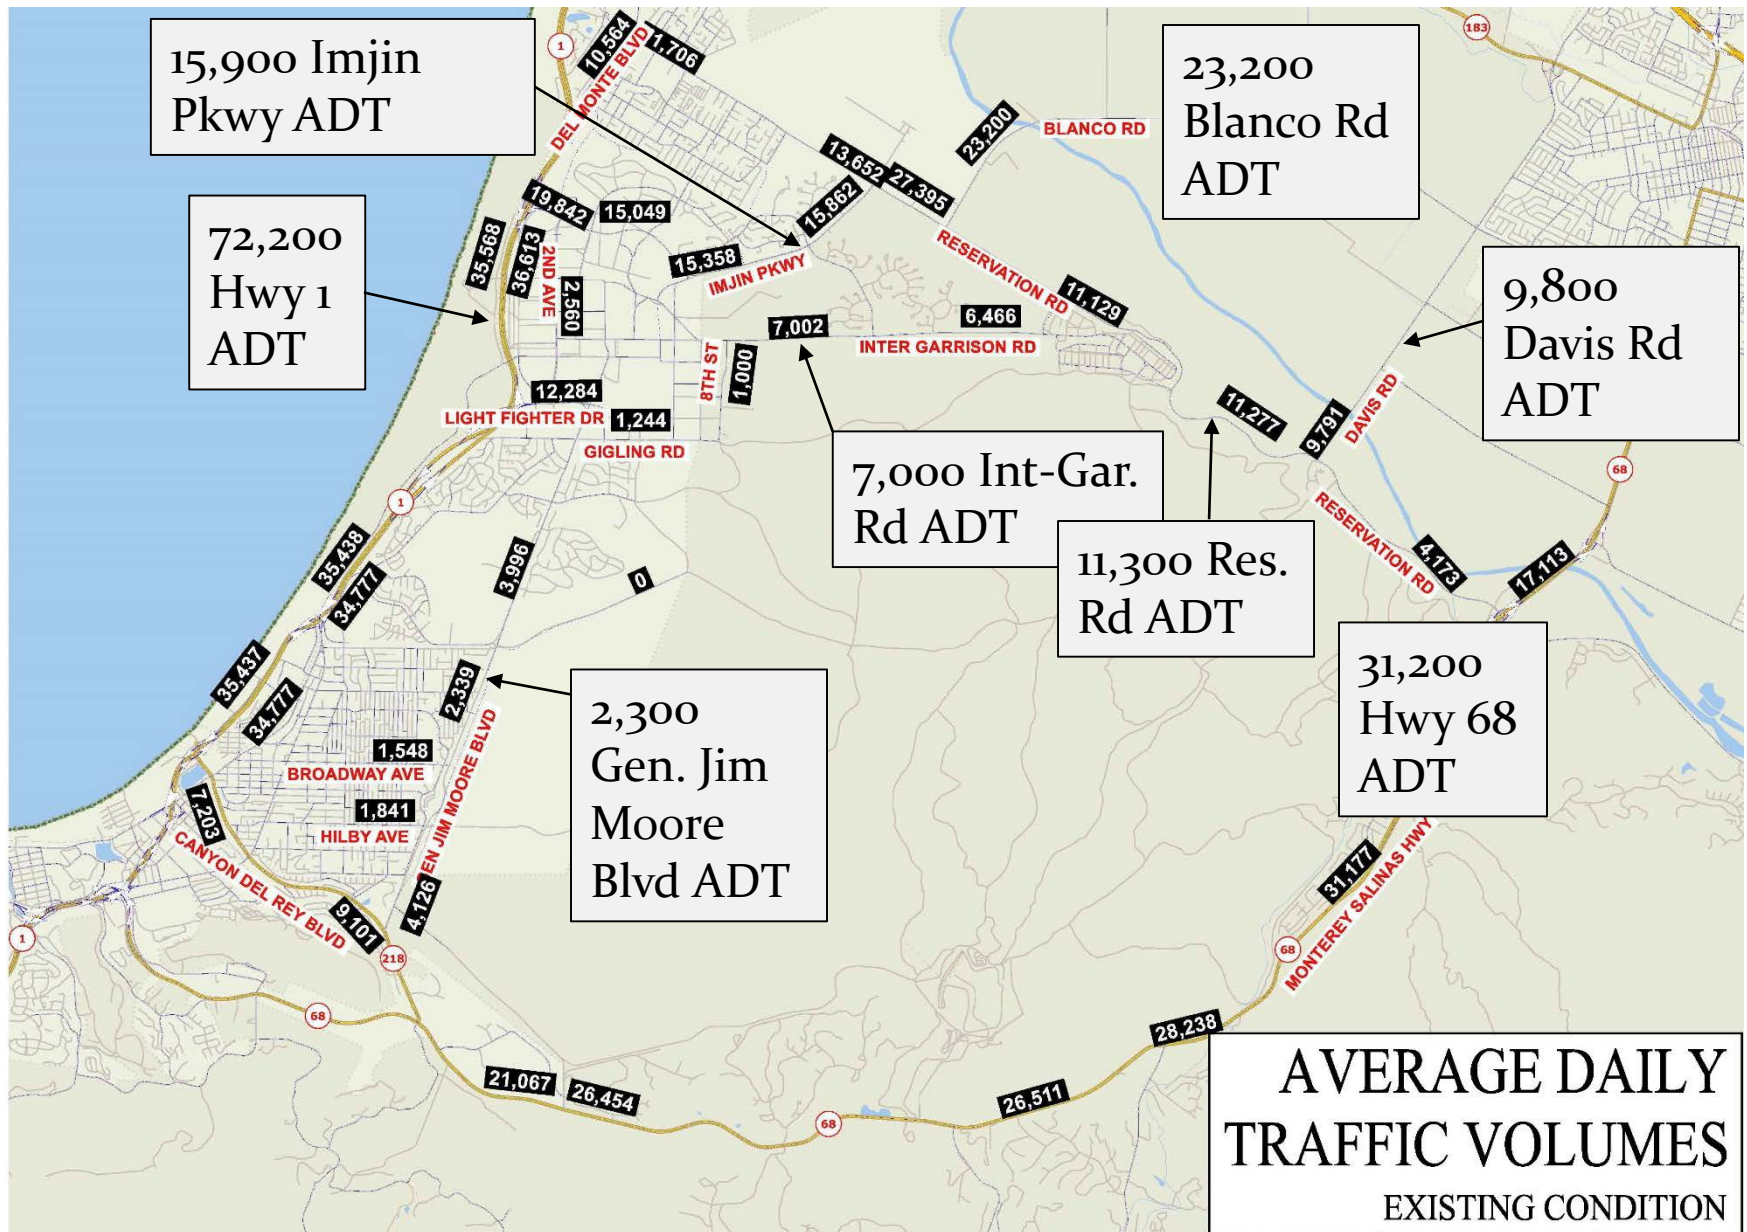 1
10,564
1,706
183
15,900 Imjin
Pkwy ADT
DEL MONTE BLVD
23,200
Blanco Rd
ADT
23,200
BLANCO RD
13,652
27,395
15,862
19,842
15,049
72,200
Hwy 1
ADT
35,568
36,613
2ND AVE
2,560
15,358
IMJIN PKWY
RESERVATION RD
11,129
9,800
Davis Rd
ADT
7,002
6,466
INTER GARRISON RD
8TH ST
1,000
12,284
LIGHT FIGHTER DR
1,244
GIGLING RD
11,277
9,791
DAVIS RD
68
7,000 Int-Gar.
Rd ADT
1
RESERVATION RD
4,173
17,113
11,300 Res.
Rd ADT
35,438
34,777
3,996
0
31,200
Hwy 68
ADT
35,437
34,777
2,339
2,300
Gen. Jim
Moore
Blvd ADT
1,548
BROADWAY AVE
1,841
HILBY AVE
EN JIM MOORE BLVD
7,203
CANYON DEL REY BLVD
9,101
4,126
31,177
MONTEREY SALINAS HWY
1
218
68
68
21,067
26,454
68
26,511
28,238
AVERAGE DAILY
TRAFFIC VOLUMES
EXISTING CONDITION